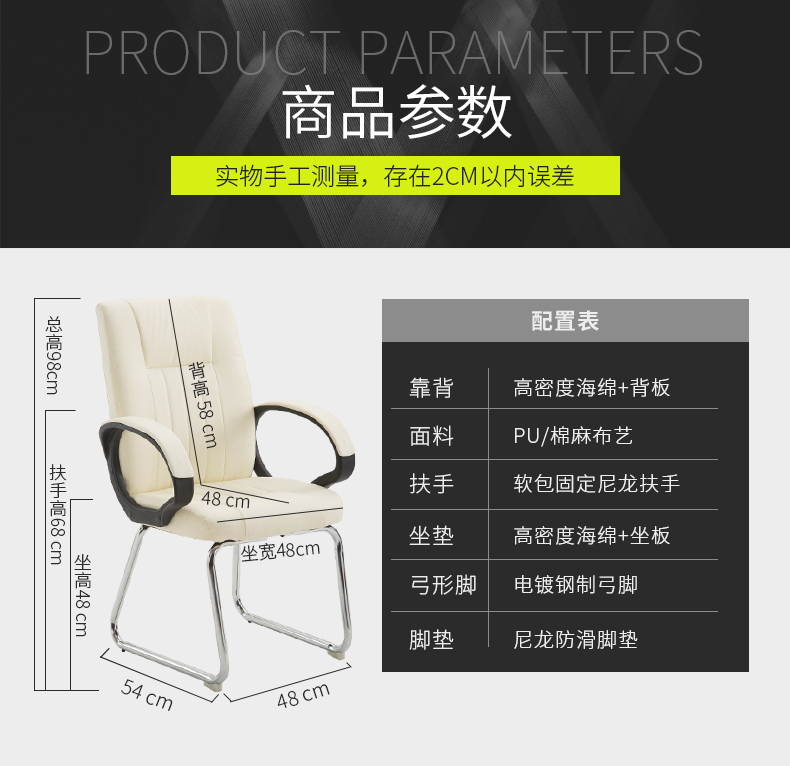 PRODUCT PARAMETERS
商品参数
实物手工测量，存在2CM以内误差
总高98cm
背高 58 cm
扶手高68 cm
48 cm
坐宽48cm
坐高48 cm
54 cm
48 cm
配置表
靠背 高密度海绵+背板
面料 PU/棉麻布艺
扶手 软包固定尼龙扶手
坐垫 高密度海绵+坐板
弓形脚 电镀钢制弓脚
脚垫 尼龙防滑脚垫